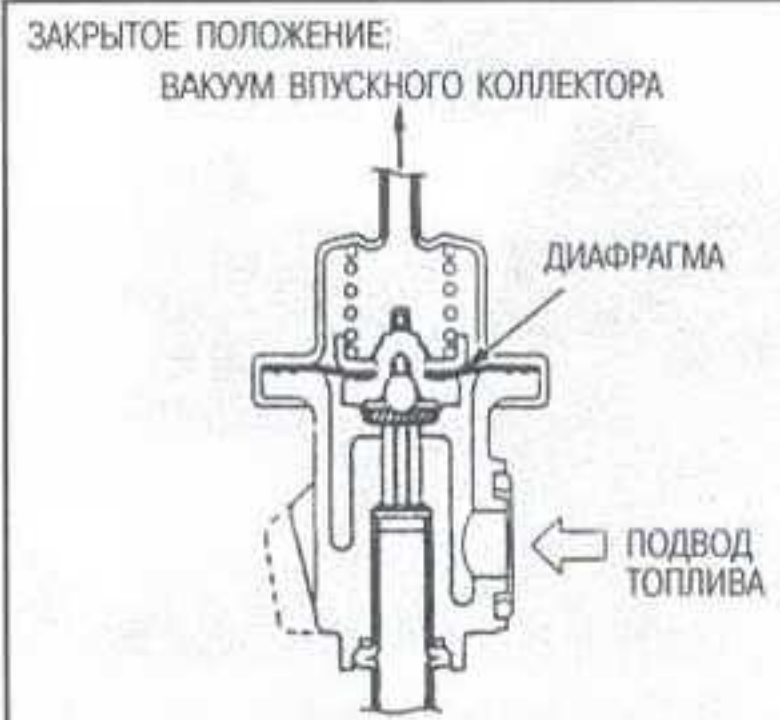 ЗАКРЫТОЕ ПОЛОЖЕНИЕ:
ВАКУУМ ВПУСКНОГО КОЛЛЕКТОРА
ДИАФРАГМА
ПОДВОД
ТОПЛИВА